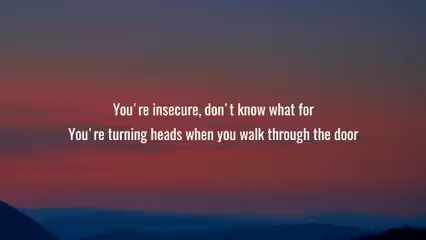 You're insecure, don't know what for
You're turning heads when you walk through the door